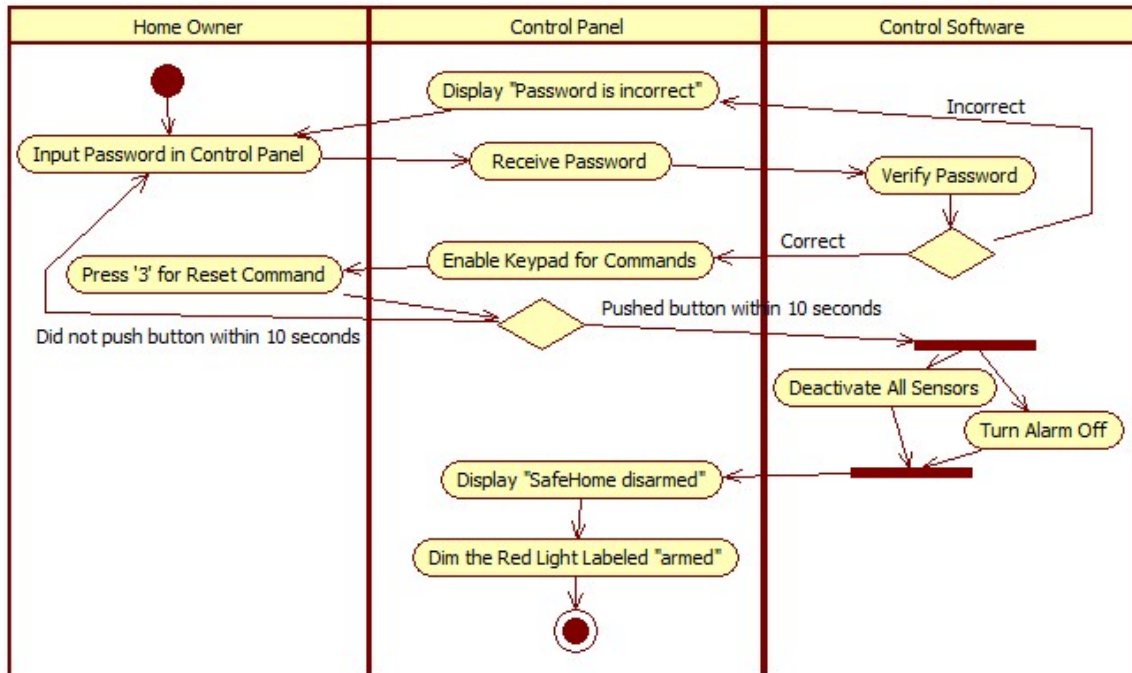 Home Owner
Control Panel
Control Software
Display "Password is incorrect"
Incorrect
Input Password in Control Panel
Receive Password
Verify Password
Correct
Enable Keypad for Commands
Press '3' for Reset Command
Pushed button within 10 seconds
Did not push button within 10 seconds
Deactivate All Sensors
Turn Alarm Off
Display "SafeHome disarmed"
Dim the Red Light Labeled "armed"